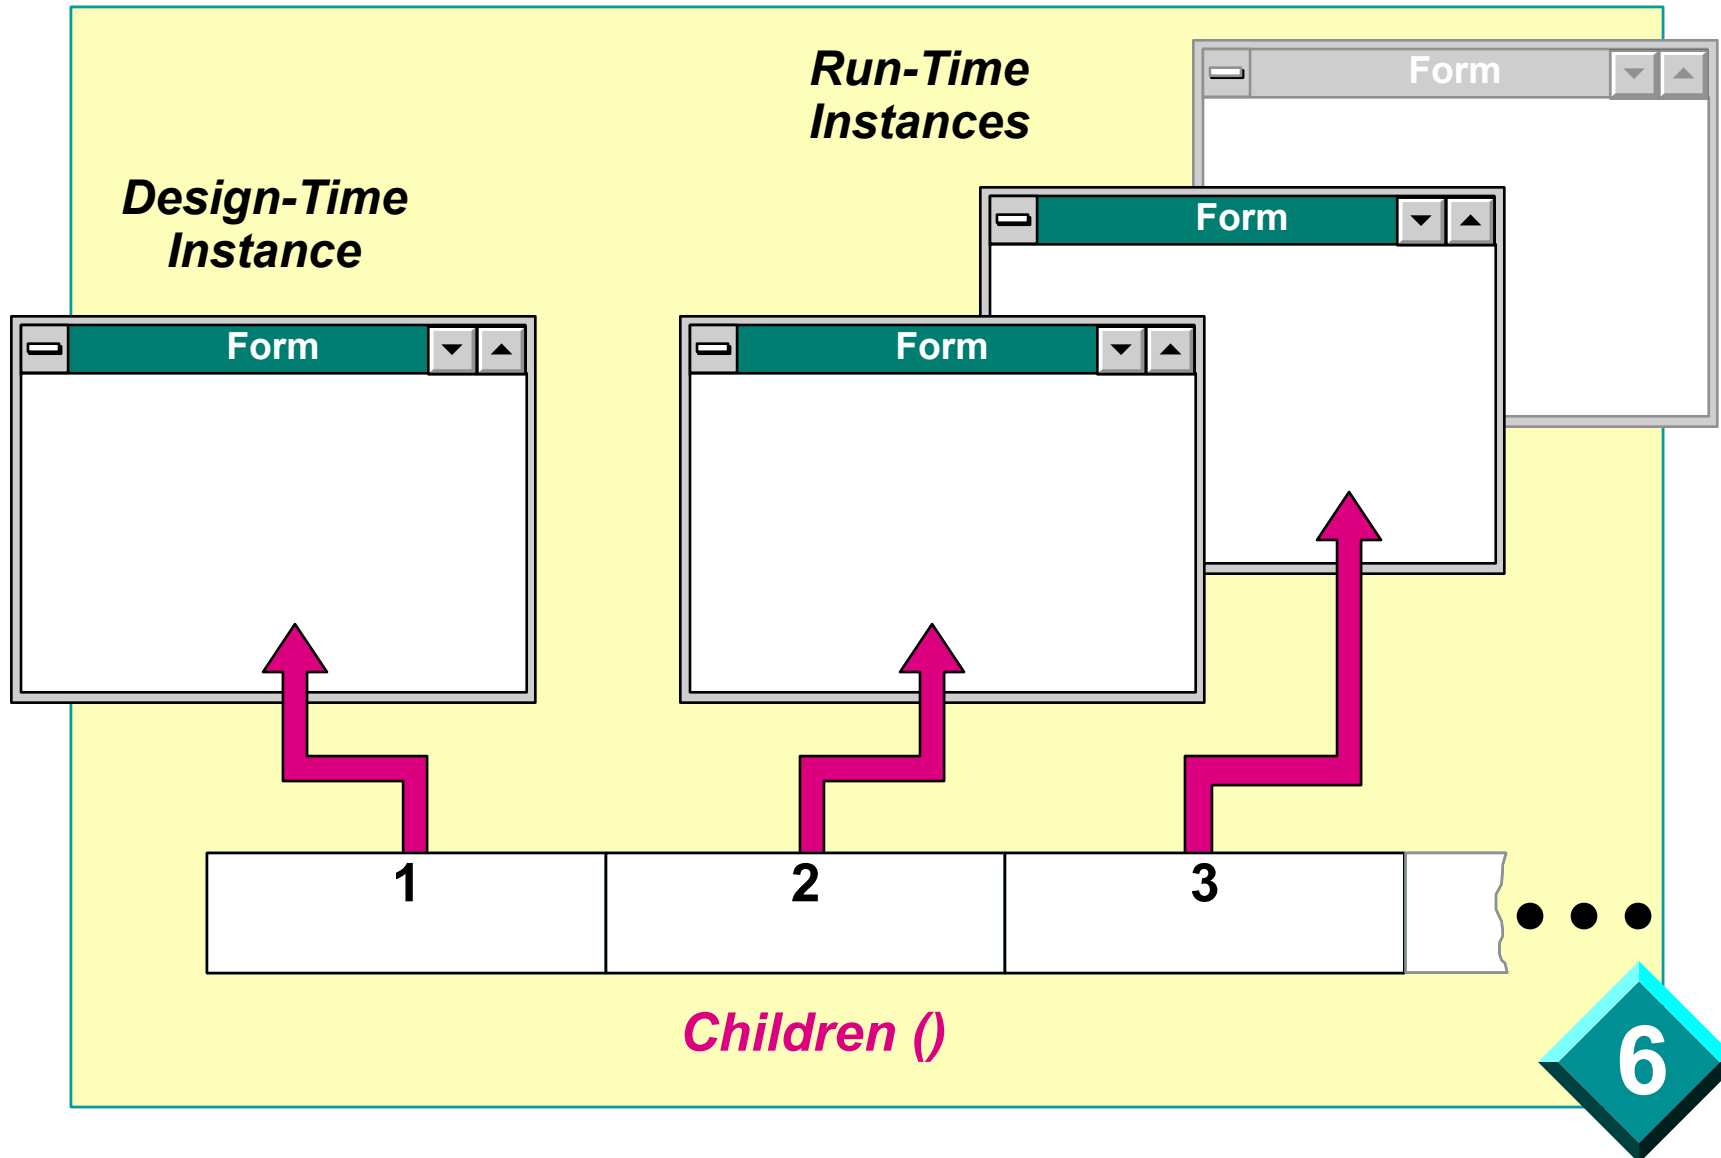 Run-Time
Instances
Form
Design-Time
Instance
Form
Form
Form
1
2
3
Children ()
6